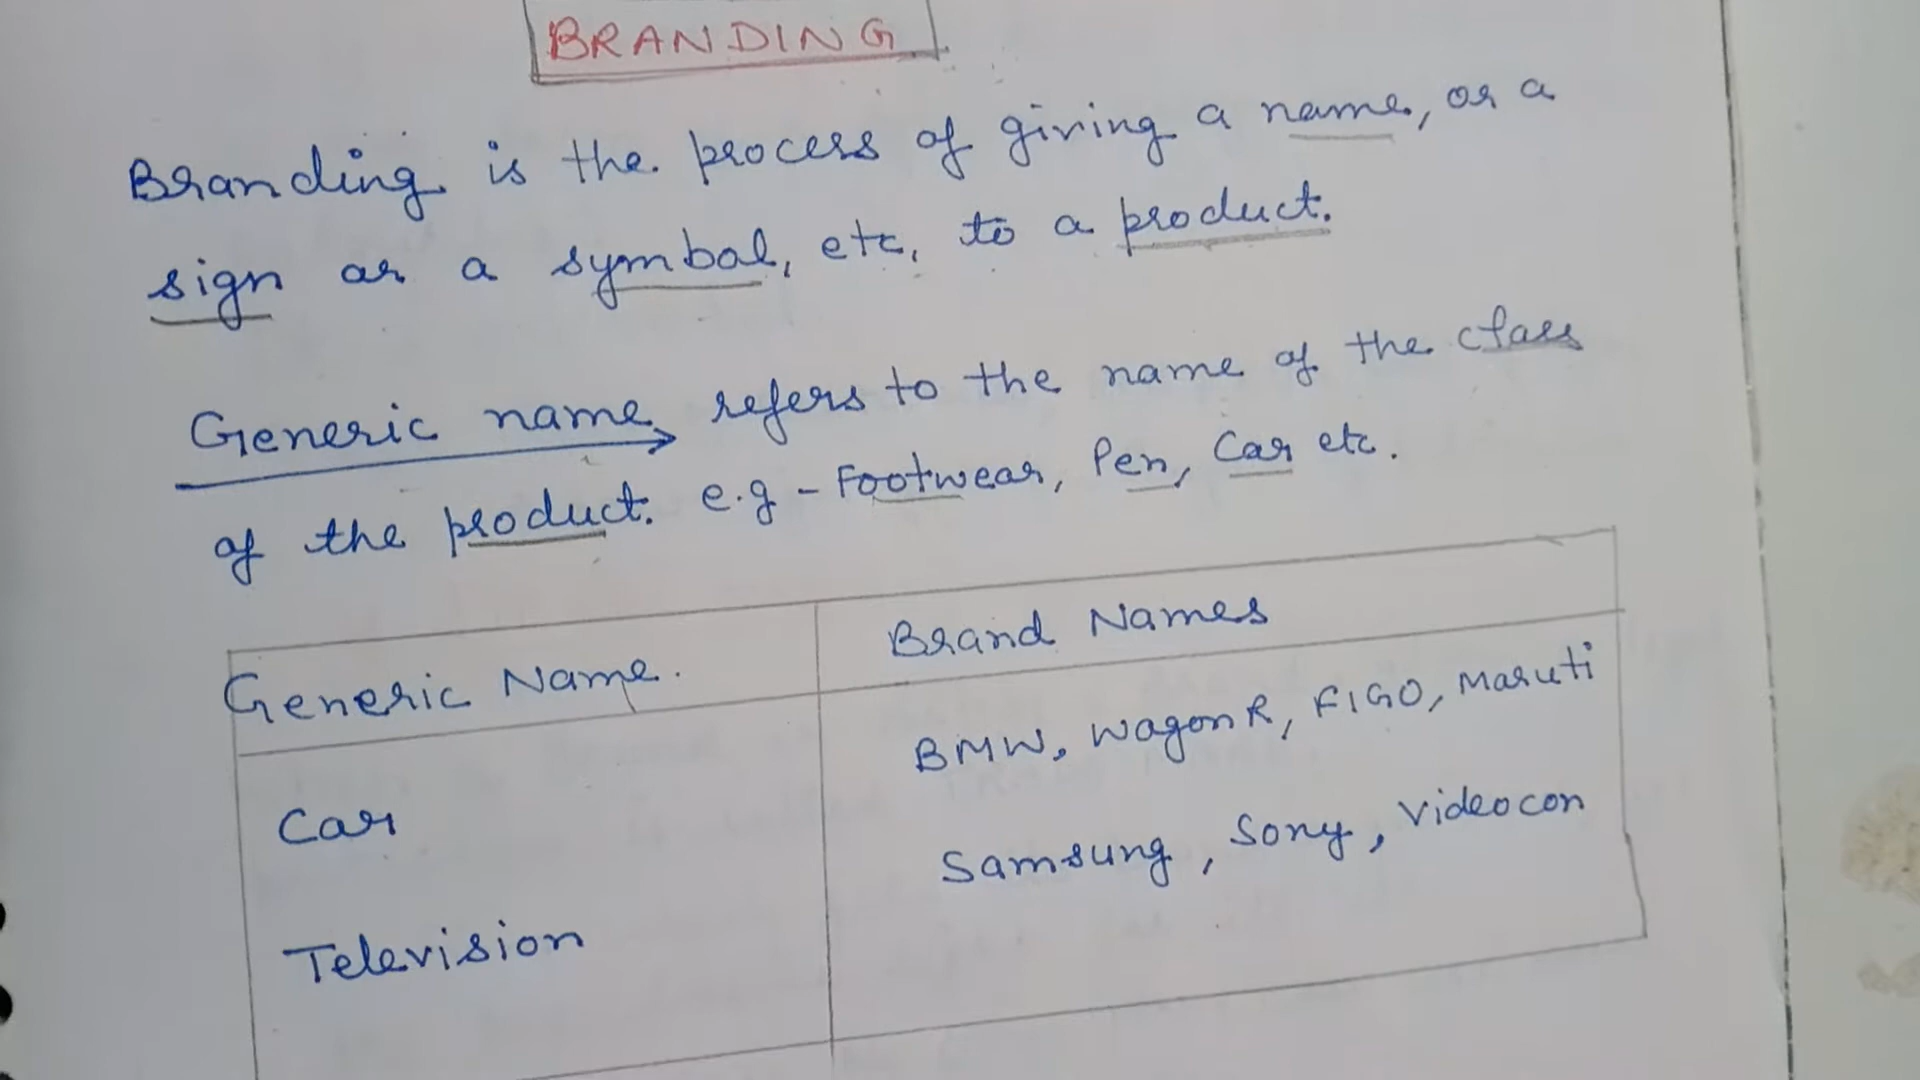 BRANDING
Branding is the process of giving a name, or a
sign or a symbol, etc, to a product.
Generic name refers to the name of the class
of the product. e.g - Footwear, Pen, Car etc.
Generic Name. Brand Names
Car BMW, WagonR, FIGO, Maruti
Television Samsung, Sony, Videocon